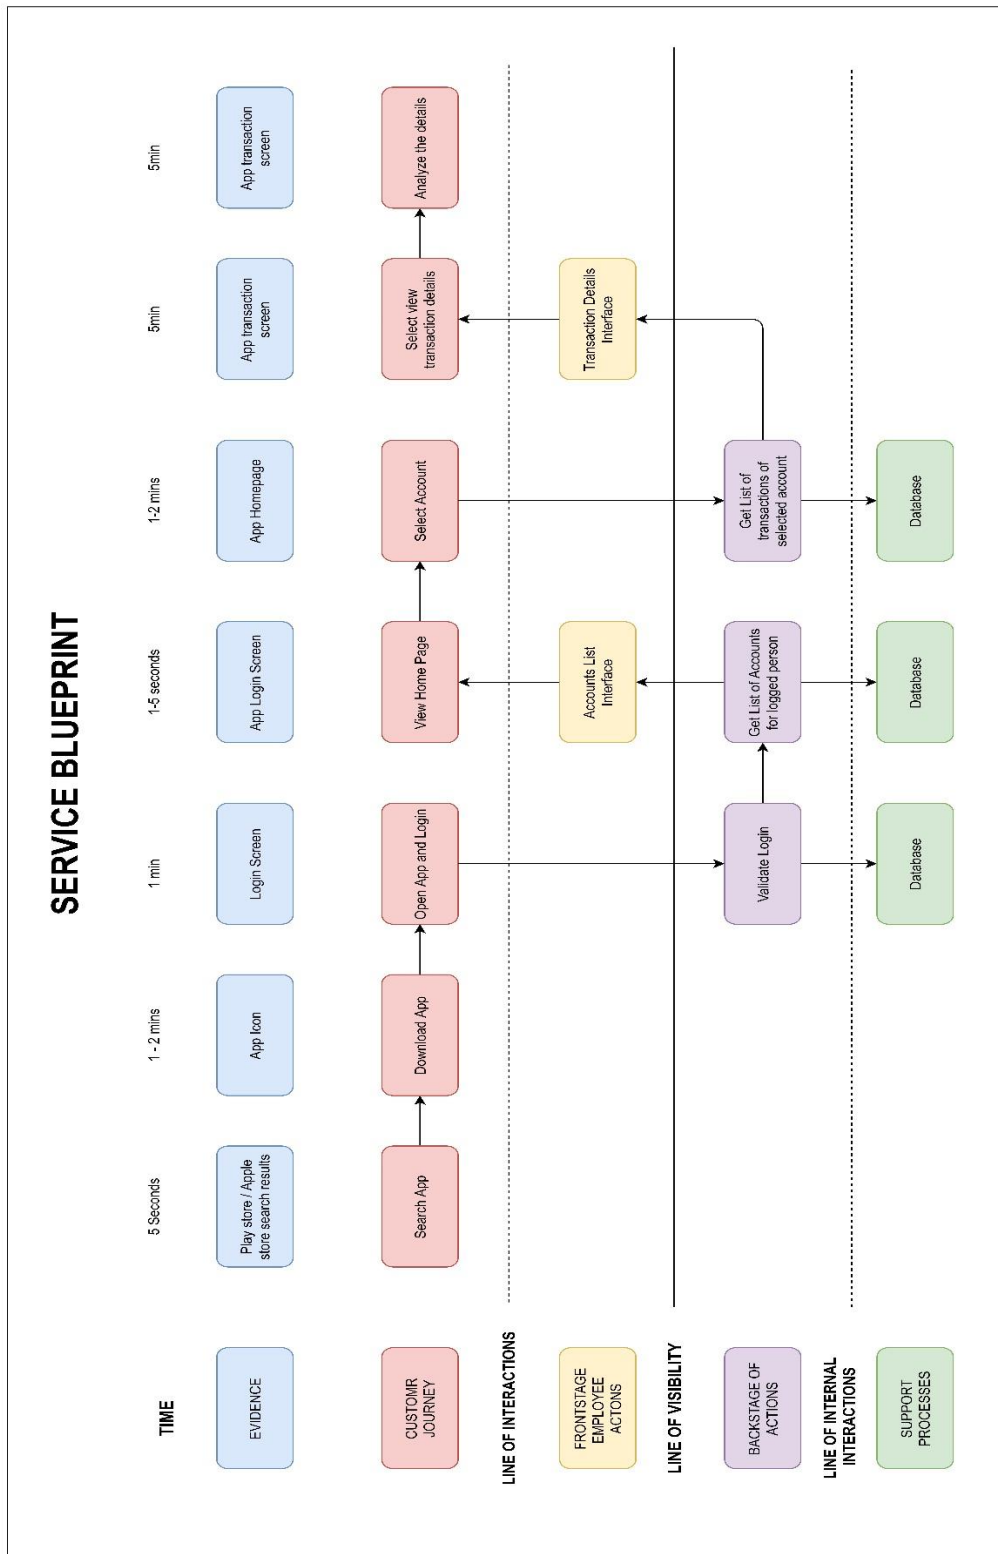 SERVICE BLUEPRINT
TIME
5 Seconds
1 - 2 mins
1 min
1-5 seconds
1-2 mins
5min
5min
EVIDENCE
Play store / Apple
store search results
App Icon
Login Screen
App Login Screen
App Homepage
App transaction
screen
App transaction
screen
CUSTOMR
JOURNEY
Search App
Download App
Open App and Login
View Home Page
Select Account
Select view
transaction details
Analyze the details
LINE OF INTERACTIONS
FRONTSTAGE
EMPLOYEE
ACTONS
Accounts List
Interface
Transaction Details
Interface
LINE OF VISIBILITY
BACKSTAGE OF
ACTIONS
Validate Login
Get List of Accounts
for logged person
Get List of
transactions of
selected account
LINE OF INTERNAL
INTERACTIONS
SUPPORT
PROCESSES
Database
Database
Database